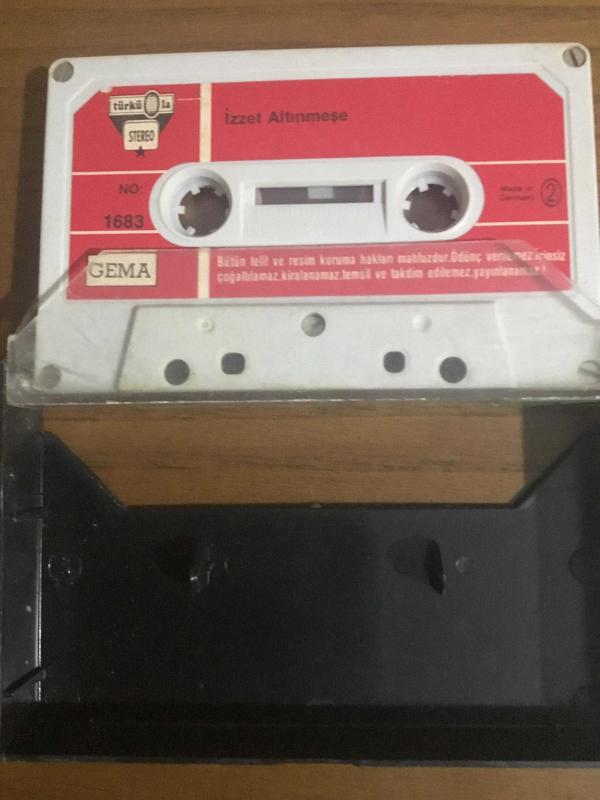 türkü la
STEREO
İzzet Altınmeşe
NO:
1683
Made in
Germany
2
GEMA
Bütün telif ve resim koruma hakları mahfuzdur.Ödünç verilemez.izinsiz
çoğaltılamaz,kiralanamaz,temsil ve takdim edilemez,yayınlanamaz!